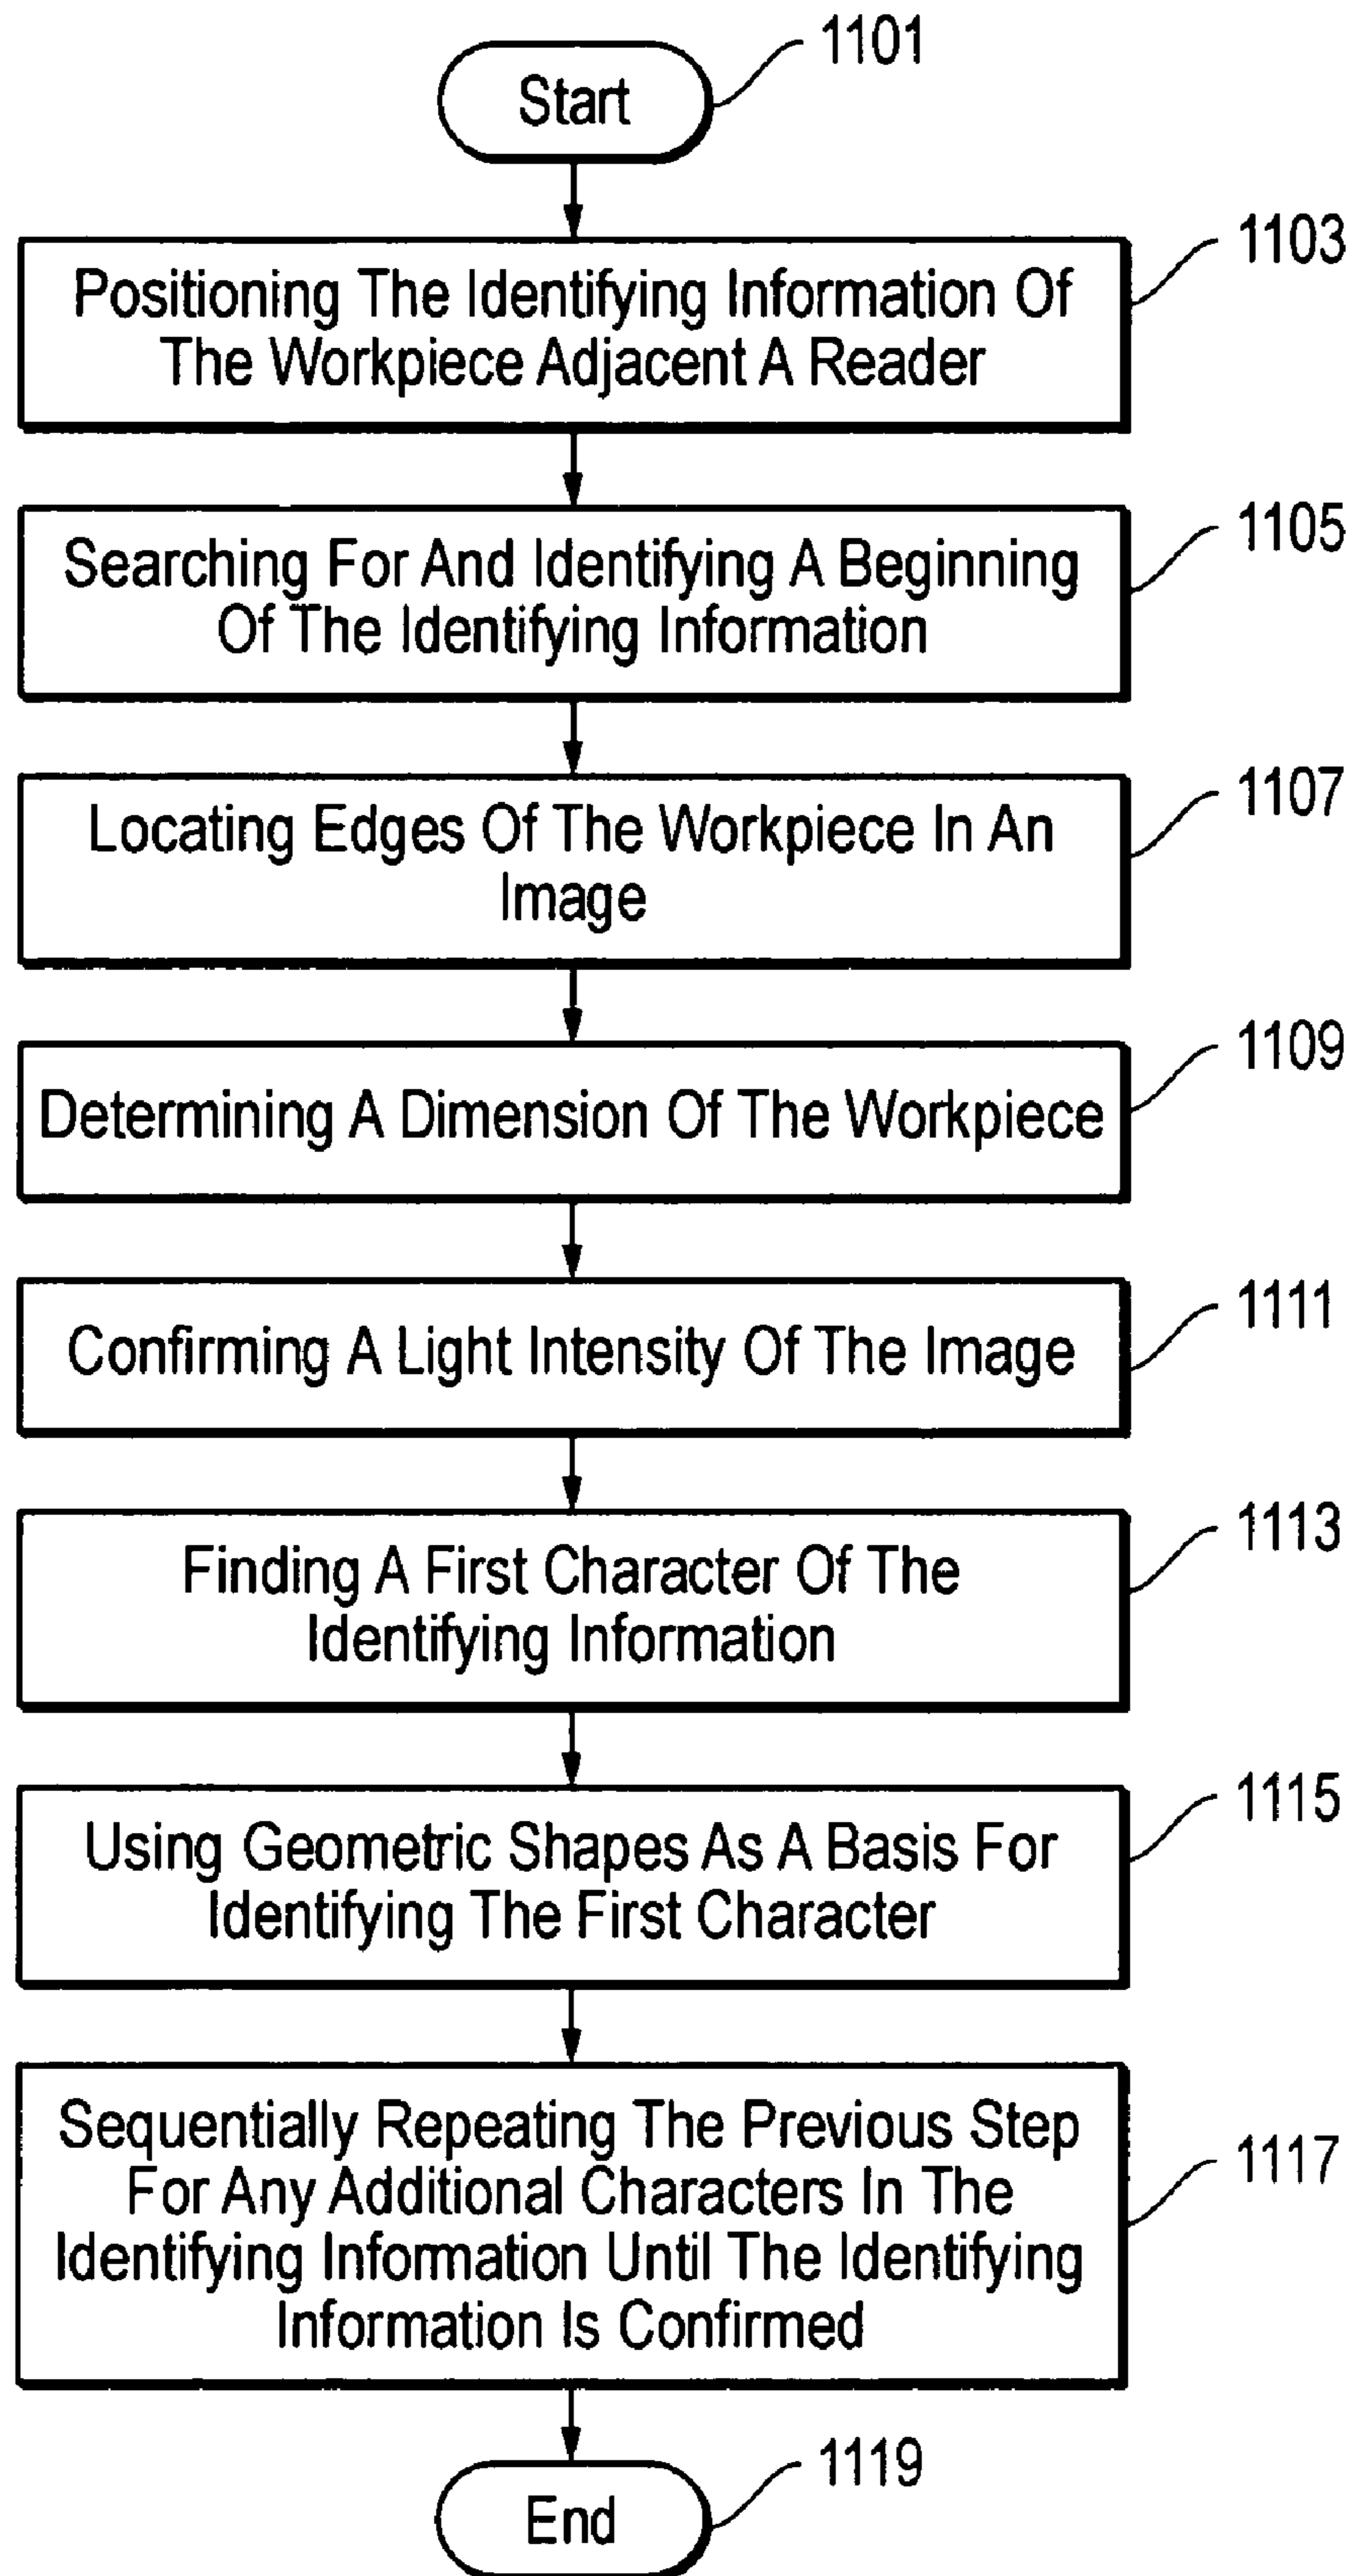 1101
Start
1103
Positioning The Identifying Information Of
The Workpiece Adjacent A Reader
1105
Searching For And Identifying A Beginning
Of The Identifying Information
1107
Locating Edges Of The Workpiece In An
Image
1109
Determining A Dimension Of The Workpiece
1111
Confirming A Light Intensity Of The Image
1113
Finding A First Character Of The
Identifying Information
1115
Using Geometric Shapes As A Basis For
Identifying The First Character
1117
Sequentially Repeating The Previous Step
For Any Additional Characters In The
Identifying Information Until The Identifying
Information Is Confirmed
1119
End